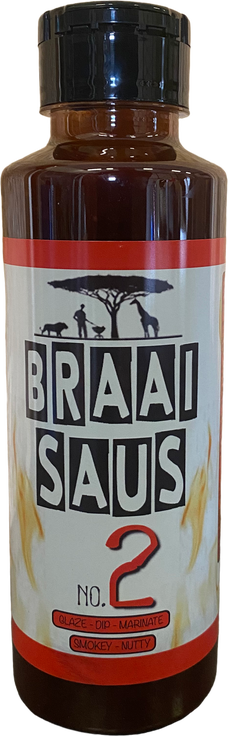 BRAAI
SAUS
NO.2
GLAZE - DIP - MARINATE
SMOKEY - NUTTY